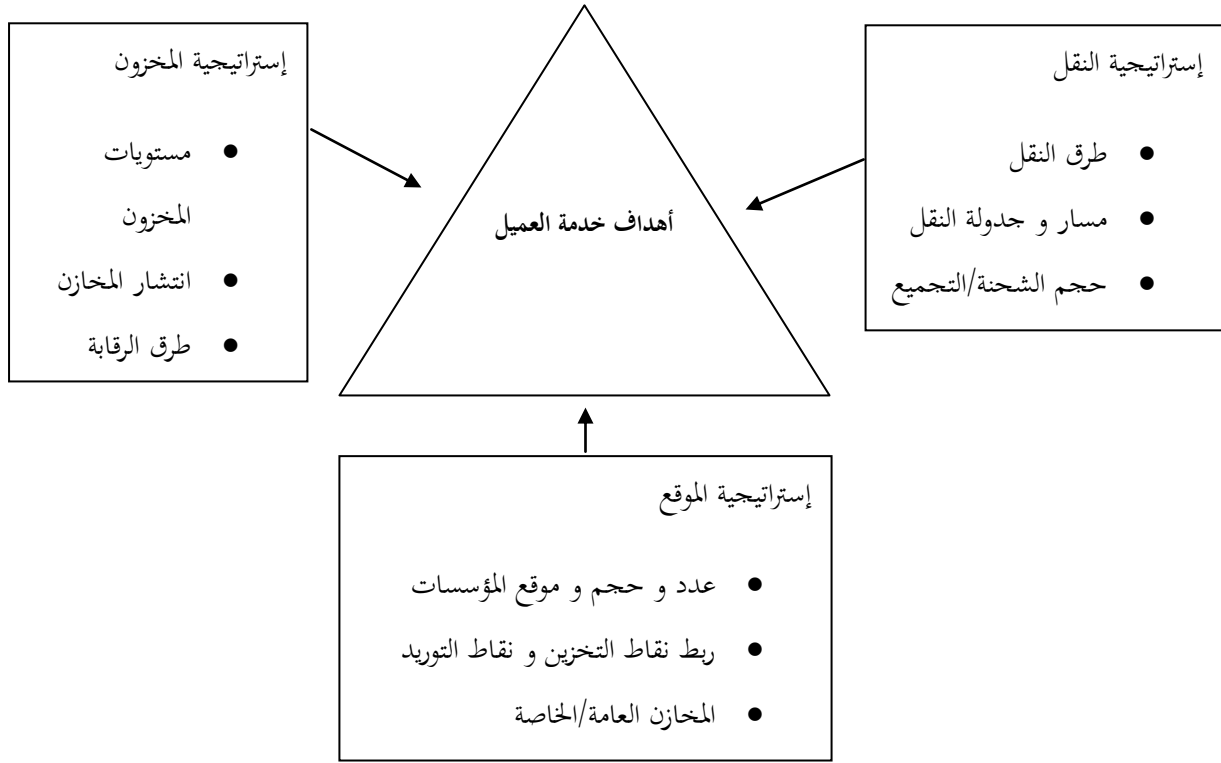 إستراتيجية النقل
● طرق النقل
● مسار و جدولة النقل
● حجم الشحنة/التجميع
أهداف خدمة العميل
إستراتيجية المخزون
● مستويات
المخزون
● انتشار المخازن
● طرق الرقابة
إستراتيجية الموقع
● عدد و حجم و موقع المؤسسات
● ربط نقاط التخزين و نقاط التوريد
● المخازن العامة/الخاصة